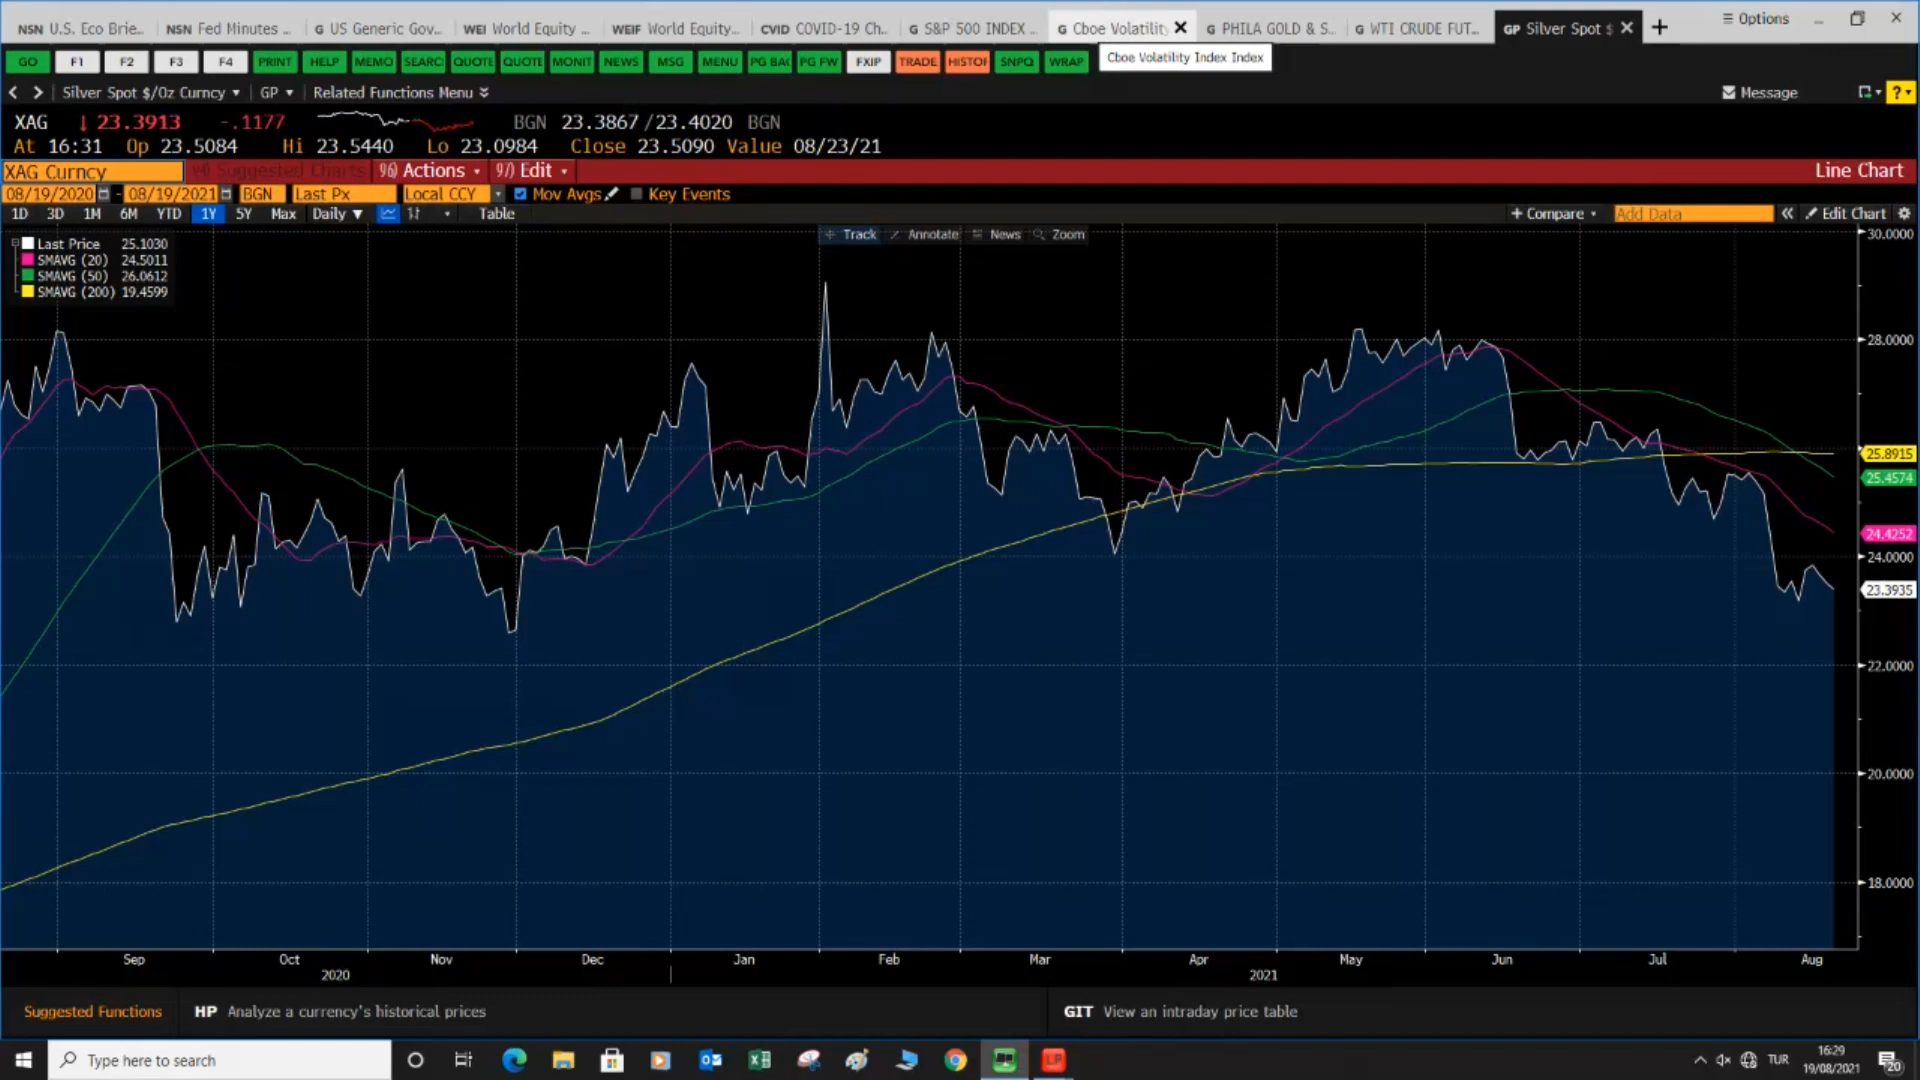 NSN U.S. Eco Brie... NSN Fed Minutes ... G US Generic Gov... WEI World Equity ... WEIF World Equity... CVID COVID-19 Ch... G S&P 500 INDEX ... G Cboe Volatility G PHILA GOLD & S... G WTI CRUDE FUT... GP Silver Spot $ Options
GO F1 F2 F3 F4 PRINT HELP MEMO SEARC QUOTE QUOTE MONIT NEWS MSG MENU PG BAC PG FW FXIP TRADE HISTOR SNPQ WRAP
Cboe Volatility Index Index
Silver Spot $/Oz Curncy GP Related Functions Menu Message ?
XAG ↓ 23.3913 -.1177 BGN 23.3867/23.4020 BGN
At 16:31 Op 23.5084 Hi 23.5440 Lo 23.0984 Close 23.5090 Value 08/23/21
XAG Curncy 94) Suggested Charts 96) Actions 97) Edit Line Chart
08/19/2020 - 08/19/2021 BGN Last Px Local CCY Mov Avgs Key Events
1D 3D 1M 6M YTD 1Y 5Y Max Daily Table + Compare Add Data Edit Chart
Track Annotate News Zoom
Last Price 25.1030
SMAVG (20) 24.5011
SMAVG (50) 26.0612
SMAVG (200) 19.4599
30.0000
28.0000
25.8915
25.4574
24.4252
24.0000
23.3935
22.0000
20.0000
18.0000
Sep Oct Nov Dec Jan Feb Mar Apr May Jun Jul Aug
2020 2021
Suggested Functions HP Analyze a currency's historical prices GIT View an intraday price table
Type here to search LP TUR 16:29
19/08/2021 20